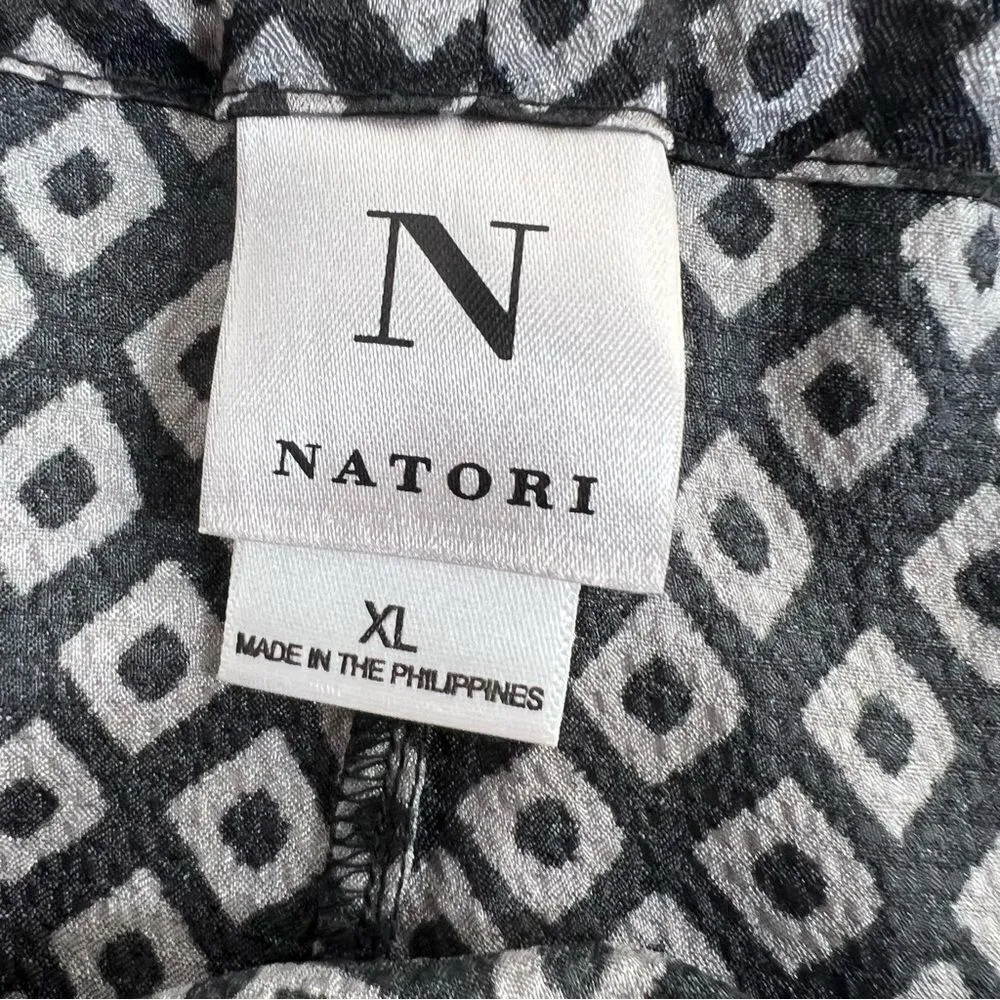 N
NATORI
XL
MADE IN THE PHILIPPINES